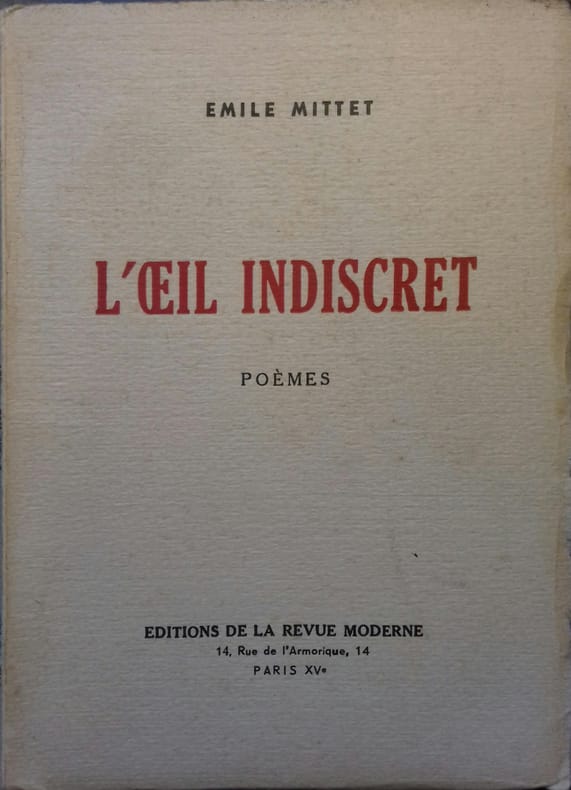 EMILE MITTET
L'ŒIL INDISCRET
POÈMES
EDITIONS DE LA REVUE MODERNE
14, Rue de l'Armorique, 14
PARIS XVe